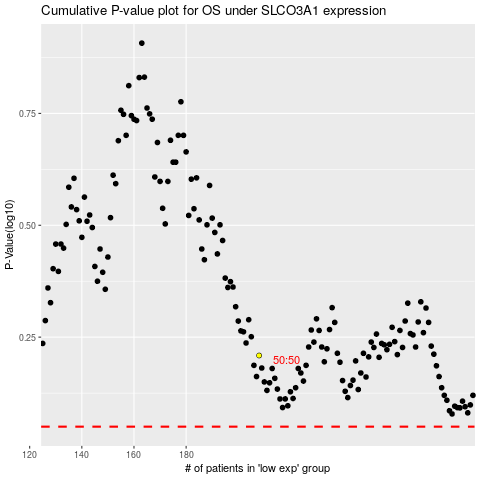 Cumulative P-value plot for OS under SLCO3A1 expression
P-Value(log10)
0.75
0.50
0.25
50:50
120 140 160 180
# of patients in 'low exp' group